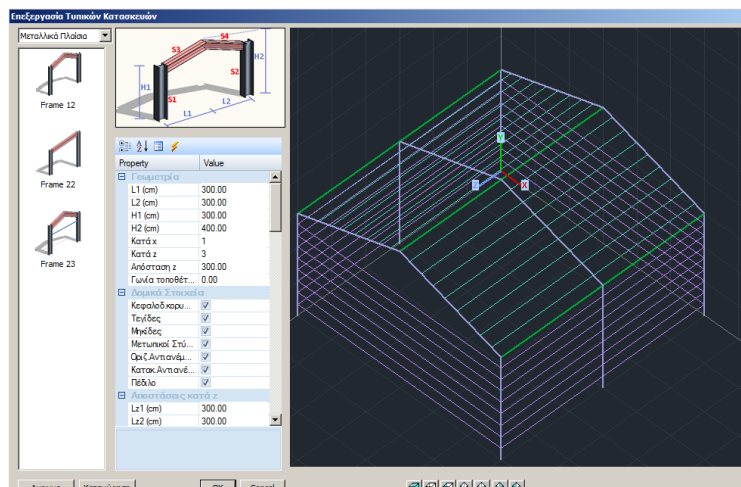 Επεξεργασία Τυπικών Κατασκευών
Μεταλλικά Πλαίσια
Frame 12
Frame 22
Frame 23
S4
S3
H2
S2
H1
S1
L2
L1
Property Value
Γεωμετρία
L1 (cm) 300.00
L2 (cm) 300.00
H1 (cm) 300.00
H2 (cm) 400.00
Κατά x 1
Κατά z 3
Απόσταση z 300.00
Γωνία τοποθέτ... 0.00
Δομικά Στοιχεία
Κεφαλοδ.κορυ...
Τεγίδες
Μηκίδες
Μετωπικοί Στύ...
Οριζ.Αντιανέμ...
Κατακ.Αντιανέ...
Πέδιλο
Αποστάσεις κατά z
Lz1 (cm) 300.00
Lz2 (cm) 300.00
Y
Z
X
OK
Cancel